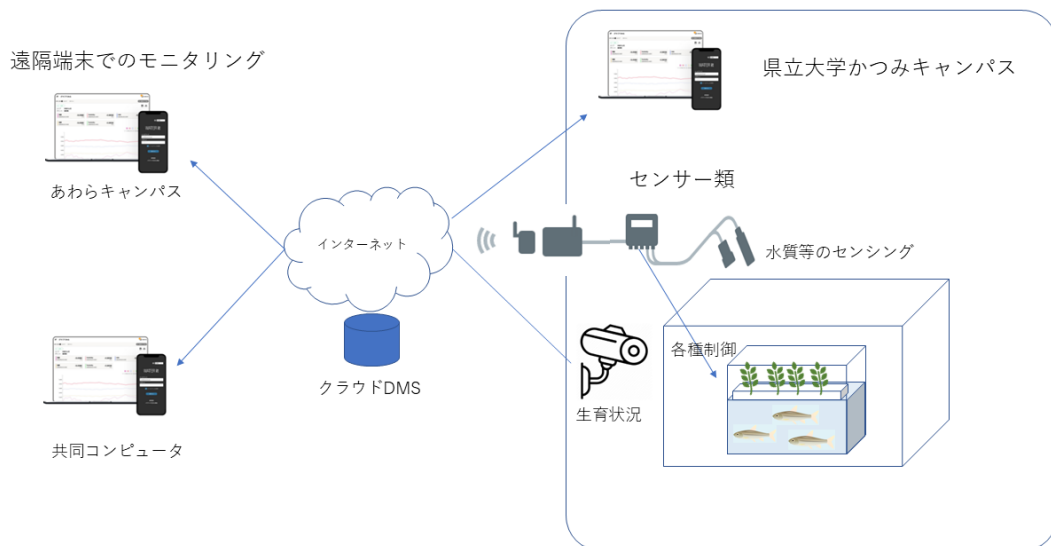 遠隔端末でのモニタリング
県立大学かつみキャンパス
あわらキャンパス
センサー類
インターネット
水質等のセンシング
各種制御
クラウドDMS
生育状況
共同コンピュータ